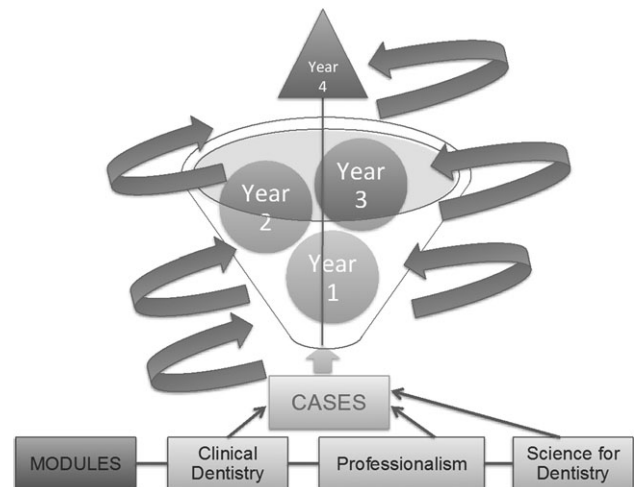 Year
4
Year
3
Year
2
Year
1
CASES
MODULES
Clinical
Dentistry
Professionalism
Science for
Dentistry